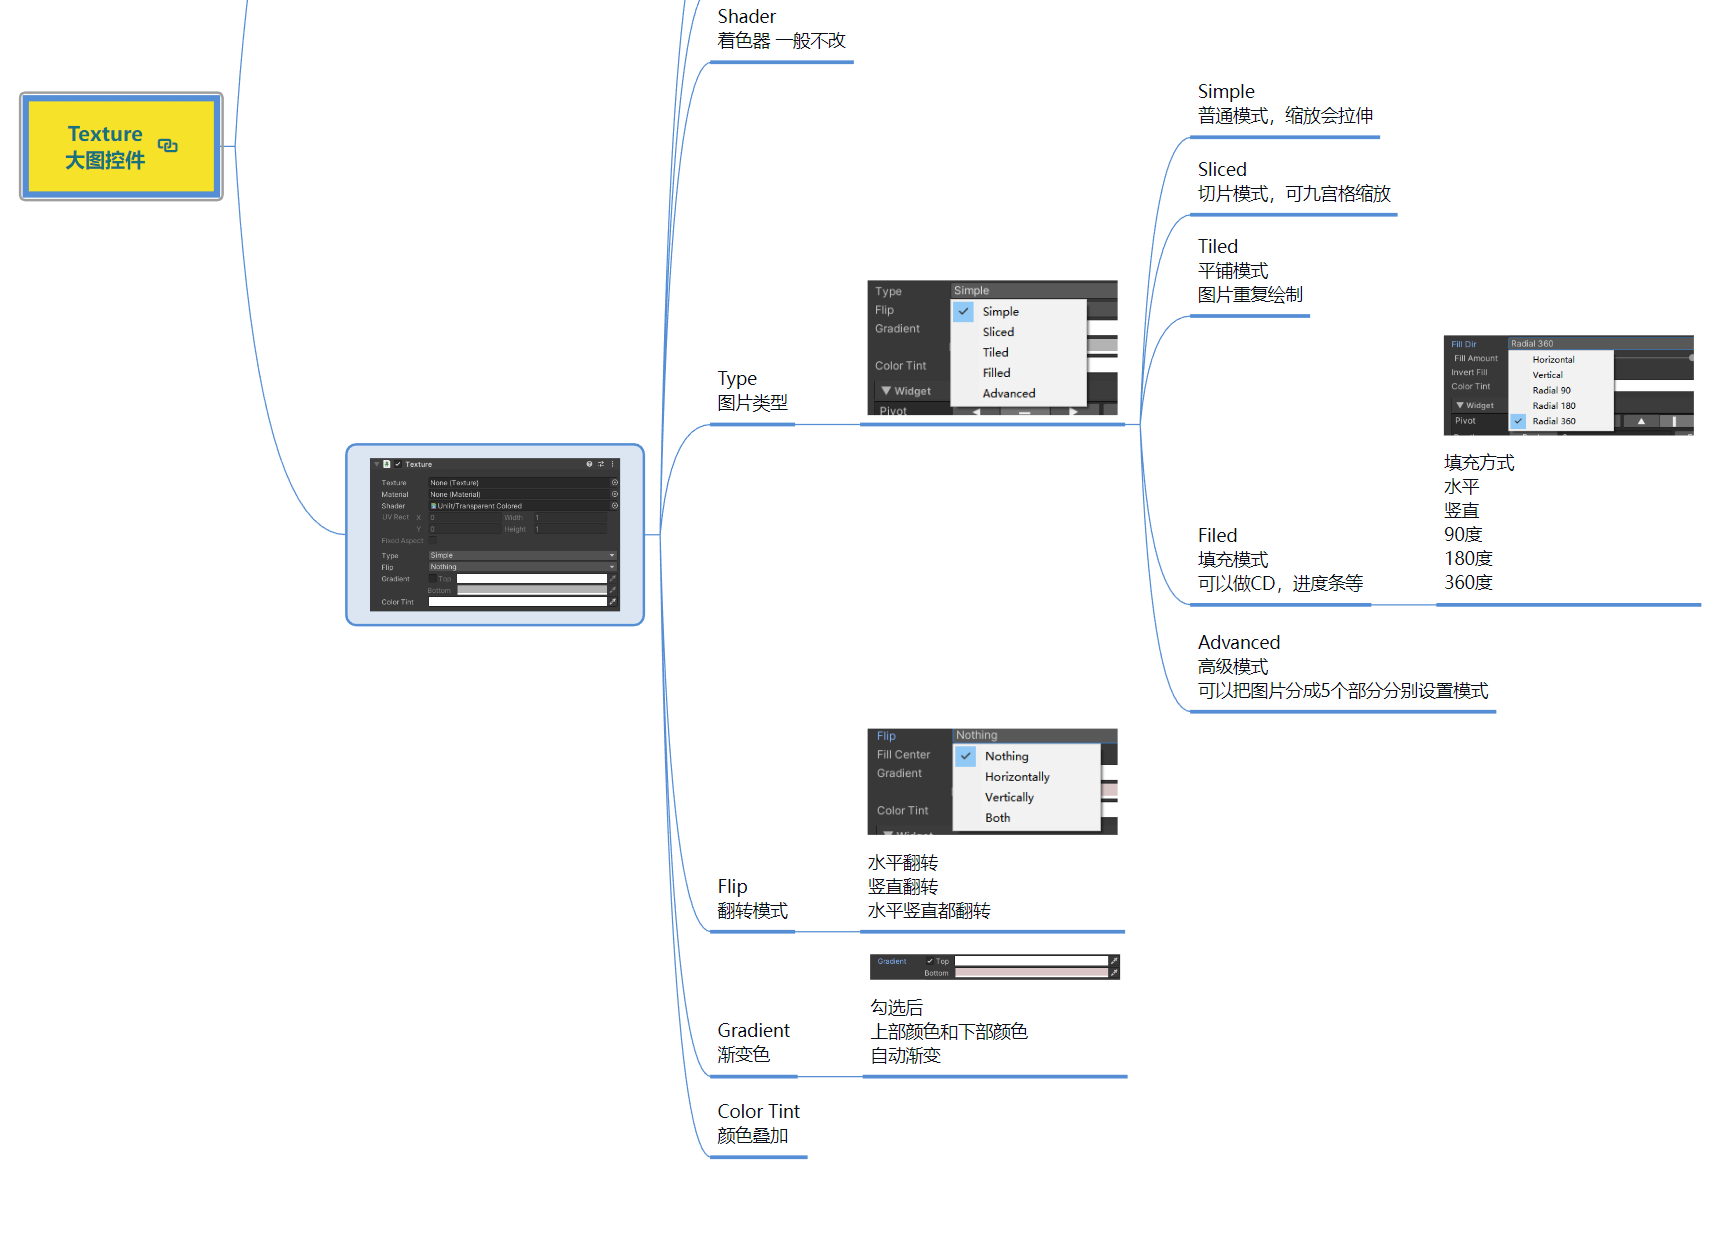 Texture
大图控件
Texture
Texture None (Texture)
Material None (Material)
Shader Unlit/Transparent Colored
UV Rect X 0 Width 1
Y 0 Height 1
Fixed Aspect
Type Simple
Flip Nothing
Gradient Top
Bottom
Color Tint
Shader
着色器 一般不改
Type
图片类型
Type Simple
Flip
Gradient
Color Tint
Widget
Pivot
Simple
Sliced
Tiled
Filled
Advanced
Simple
普通模式，缩放会拉伸
Sliced
切片模式，可九宫格缩放
Tiled
平铺模式
图片重复绘制
Filed
填充模式
可以做CD，进度条等
Fill Dir Radial 360
Fill Amount
Invert Fill
Color Tint
Widget
Pivot
Horizontal
Vertical
Radial 90
Radial 180
Radial 360
填充方式
水平
竖直
90度
180度
360度
Advanced
高级模式
可以把图片分成5个部分分别设置模式
Flip
翻转模式
Flip Nothing
Fill Center
Gradient
Color Tint
Widget
Nothing
Horizontally
Vertically
Both
水平翻转
竖直翻转
水平竖直都翻转
Gradient
渐变色
Gradient Top
Bottom
勾选后
上部颜色和下部颜色
自动渐变
Color Tint
颜色叠加